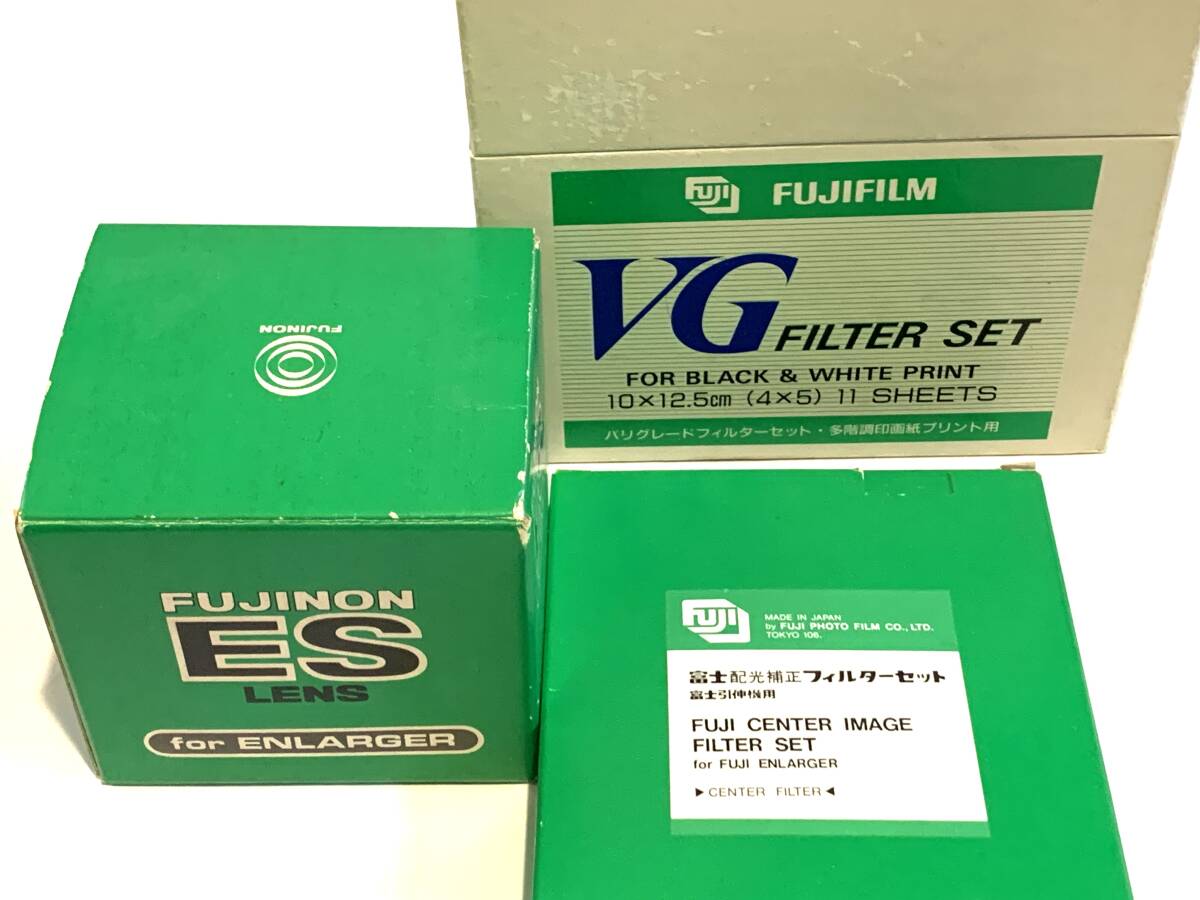 FUJI FUJIFILM
VG FILTER SET
FOR BLACK & WHITE PRINT
10×12.5cm (4×5) 11 SHEETS
バリグレードフィルターセット・多階調印画紙プリント用
FUJINON
FUJINON
ES
LENS
for ENLARGER
FUJI
MADE IN JAPAN
by FUJI PHOTO FILM CO., LTD.
TOKYO 106.
富士配光補正フィルターセット
富士引伸機用
FUJI CENTER IMAGE
FILTER SET
for FUJI ENLARGER
▶CENTER FILTER◀